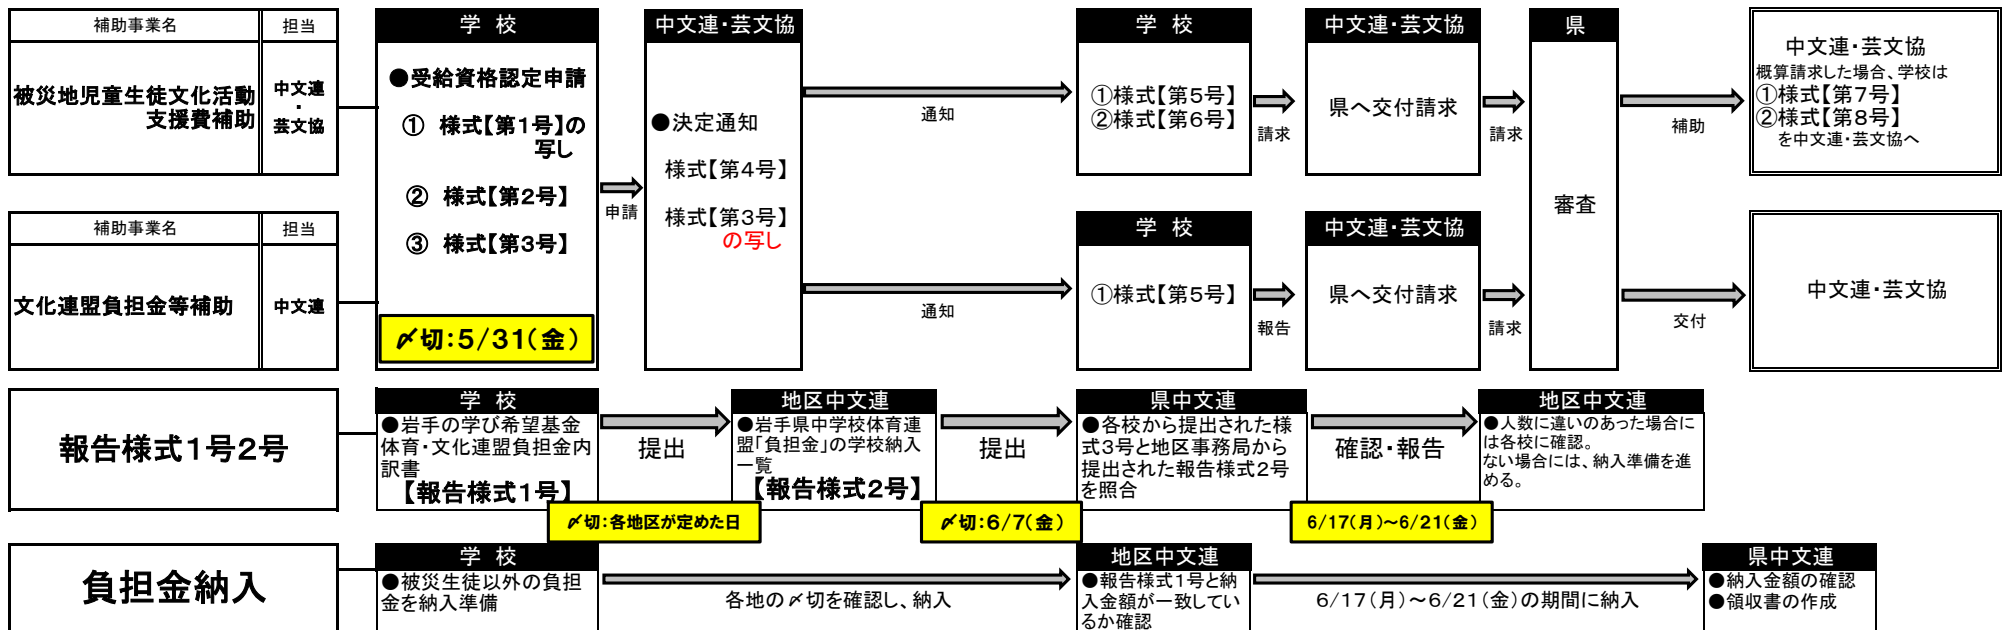 補助事業名
担当
被災地児童生徒文化活動
支援費補助
中文連
・
芸文協
学 校
●受給資格認定申請
① 様式【第1号】の
写し
② 様式【第2号】
③ 様式【第3号】
〆切:5/31(金)
申請
中文連・芸文協
●決定通知
様式【第4号】
様式【第3号】
の写し
通知
学 校
①様式【第5号】
②様式【第6号】
請求
中文連・芸文協
県へ交付請求
請求
県
審査
補助
中文連・芸文協
概算請求した場合、学校は
①様式【第7号】
②様式【第8号】
を中文連・芸文協へ
補助事業名
担当
文化連盟負担金等補助
中文連
通知
学 校
①様式【第5号】
報告
中文連・芸文協
県へ交付請求
請求
交付
中文連・芸文協
報告様式1号2号
学 校
●岩手の学び希望基金
体育・文化連盟負担金内
訳書
【報告様式1号】
提出
〆切:各地区が定めた日
地区中文連
●岩手県中学校体育連
盟「負担金」の学校納入
一覧
【報告様式2号】
提出
〆切:6/7(金)
県中文連
●各校から提出された様
式3号と地区事務局から
提出された報告様式2号
を照合
確認・報告
6/17(月)~6/21(金)
地区中文連
●人数に違いのあった場合に
は各校に確認。
ない場合には、納入準備を進
める。
負担金納入
学 校
●被災生徒以外の負担
金を納入準備
各地の〆切を確認し、納入
地区中文連
●報告様式1号と納
入金額が一致してい
るか確認
6/17(月)~6/21(金)の期間に納入
県中文連
●納入金額の確認
●領収書の作成